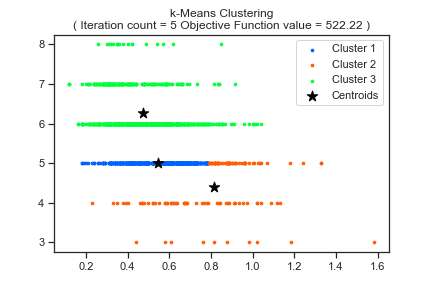 k-Means Clustering
( Iteration count = 5 Objective Function value = 522.22 )
Cluster 1
Cluster 2
Cluster 3
Centroids
8
7
6
5
4
3
0.2 0.4 0.6 0.8 1.0 1.2 1.4 1.6